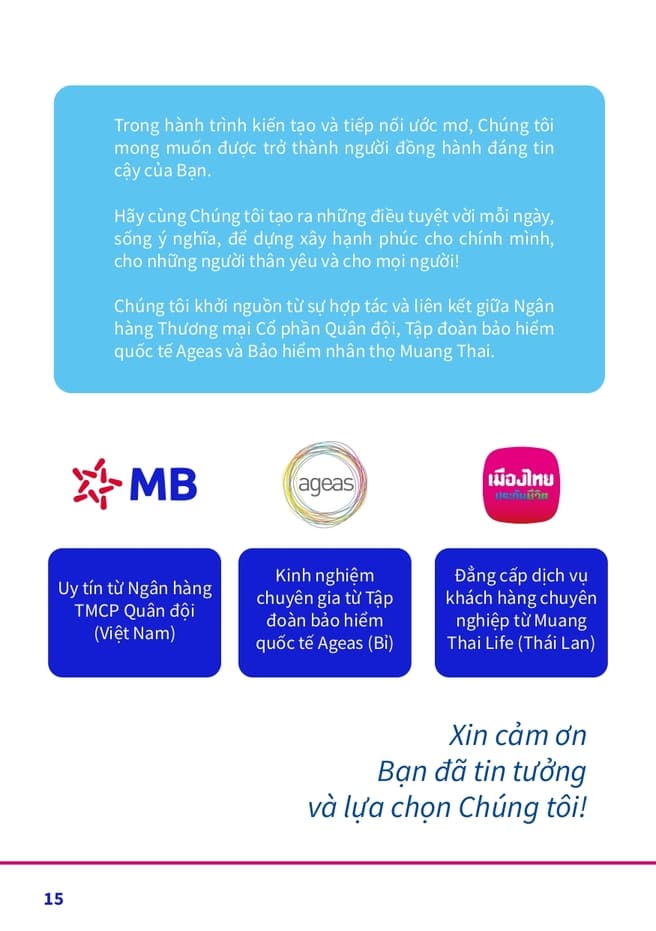 Trong hành trình kiến tạo và tiếp nối ước mơ, Chúng tôi
mong muốn được trở thành người đồng hành đáng tin
cậy của Bạn.
Hãy cùng Chúng tôi tạo ra những điều tuyệt vời mỗi ngày,
sống ý nghĩa, để dựng xây hạnh phúc cho chính mình,
cho những người thân yêu và cho mọi người!
Chúng tôi khởi nguồn từ sự hợp tác và liên kết giữa Ngân
hàng Thương mại Cổ phần Quân đội, Tập đoàn bảo hiểm
quốc tế Ageas và Bảo hiểm nhân thọ Muang Thai.
MB
ageas
เมืองไทย
ประกันชีวิต
Uy tín từ Ngân hàng
TMCP Quân đội
(Việt Nam)
Kinh nghiệm
chuyên gia từ Tập
đoàn bảo hiểm
quốc tế Ageas (Bỉ)
Đẳng cấp dịch vụ
khách hàng chuyên
nghiệp từ Muang
Thai Life (Thái Lan)
Xin cảm ơn
Bạn đã tin tưởng
và lựa chọn Chúng tôi!
15